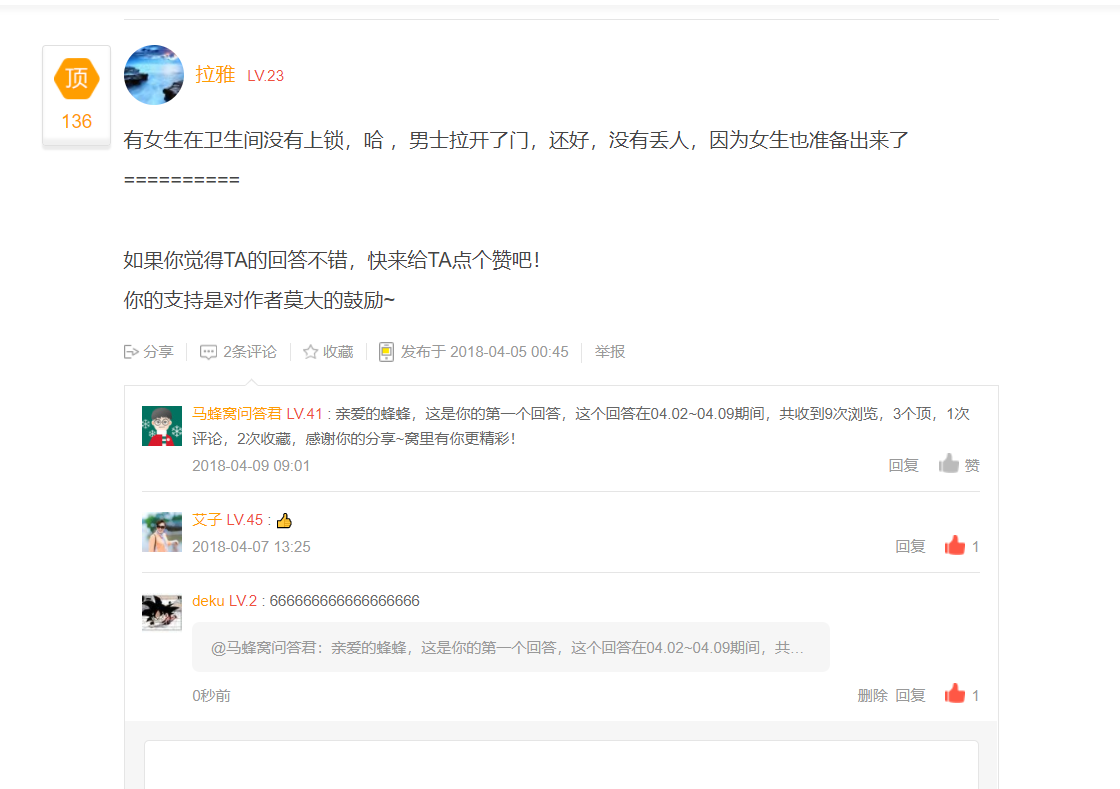 顶
136
拉雅 LV.23
有女生在卫生间没有上锁，哈 ，男士拉开了门，还好，没有丢人，因为女生也准备出来了
==========
如果你觉得TA的回答不错，快来给TA点个赞吧！
你的支持是对作者莫大的鼓励~
分享 2条评论 收藏 发布于 2018-04-05 00:45 举报
马蜂窝问答君 LV.41 : 亲爱的蜂蜂，这是你的第一个回答，这个回答在04.02~04.09期间，共收到9次浏览，3个顶，1次
评论，2次收藏，感谢你的分享~窝里有你更精彩！
2018-04-09 09:01 回复 赞
艾子 LV.45 : 👍
2018-04-07 13:25 回复 1
deku LV.2 : 666666666666666666
@马蜂窝问答君：亲爱的蜂蜂，这是你的第一个回答，这个回答在04.02~04.09期间，共...
0秒前 删除 回复 1